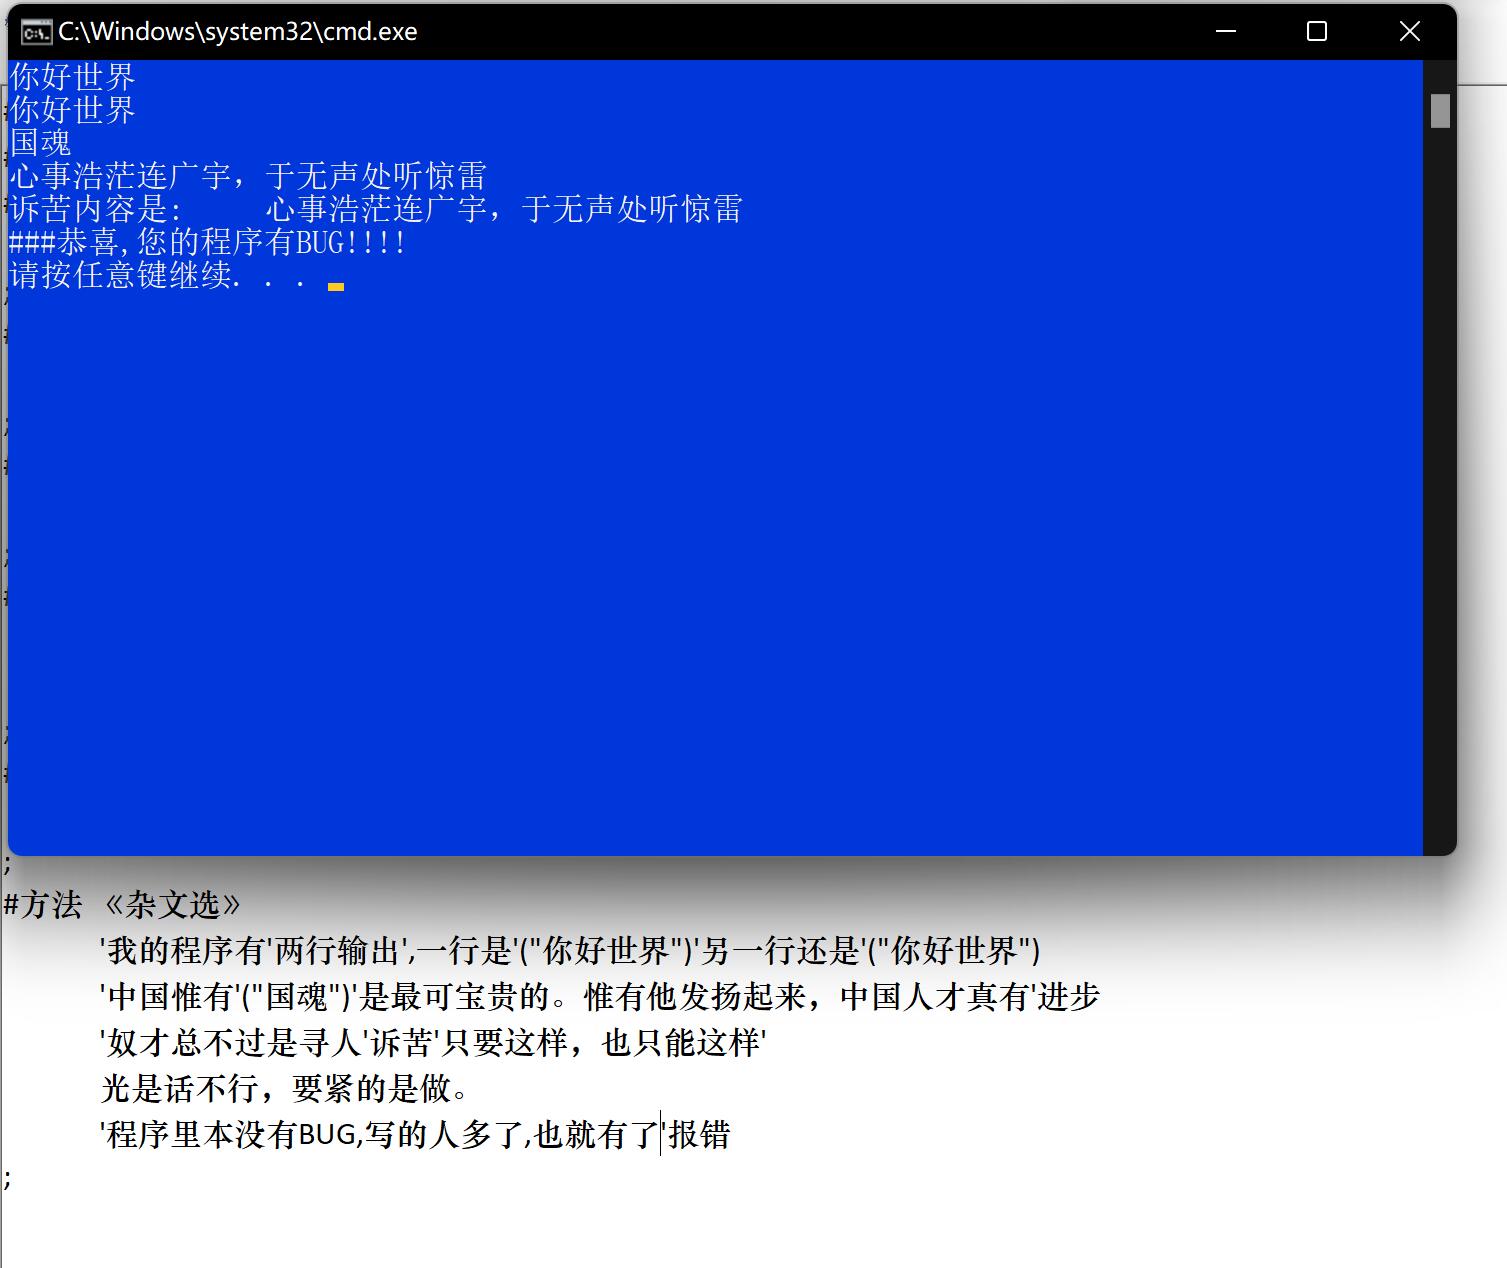 C:\Windows\system32\cmd.exe
你好世界
你好世界
国魂
心事浩茫连广宇，于无声处听惊雷
诉苦内容是:     心事浩茫连广宇，于无声处听惊雷
###恭喜,您的程序有BUG!!!!
请按任意键继续. . .
;
#方法 《杂文选》
'我的程序有'两行输出',一行是'("你好世界")'另一行还是'("你好世界")
'中国惟有'("国魂")'是最可宝贵的。惟有他发扬起来，中国人才真有'进步
'奴才总不过是寻人'诉苦'只要这样，也只能这样'
光是话不行，要紧的是做。
'程序里本没有BUG,写的人多了,也就有了'报错
;